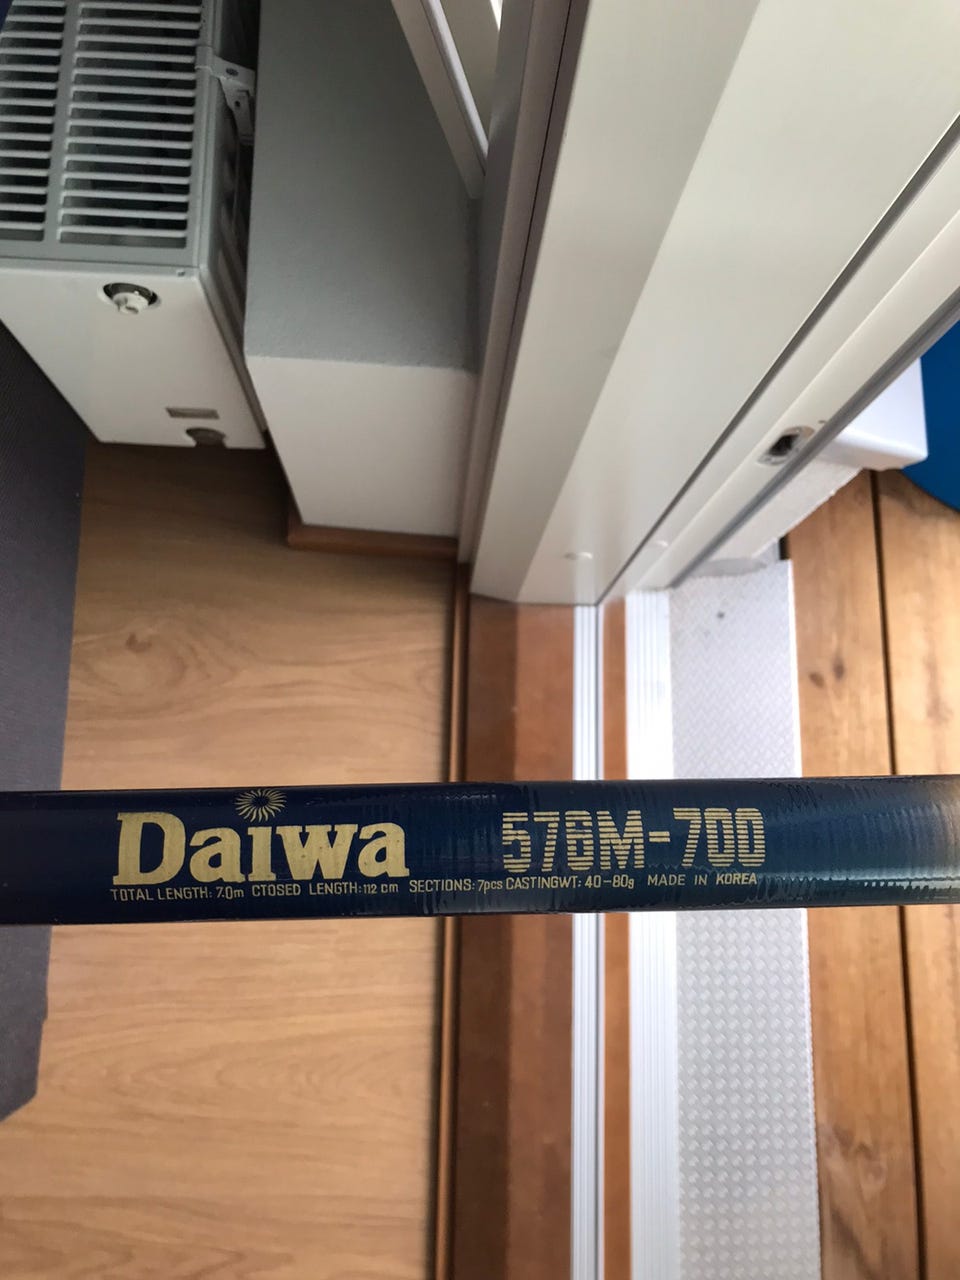 Daiwa 576M-700
TOTAL LENGTH: 7.0m CTOSED LENGTH: 112 cm SECTIONS: 7pcs CASTINGWT: 40-80g MADE IN KOREA